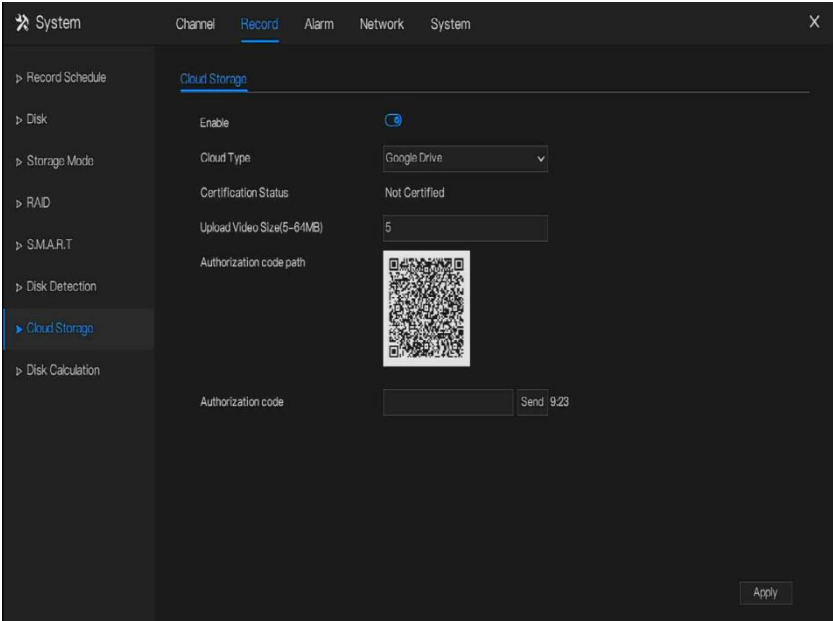 System Channel Record Alarm Network System X
Record Schedule
Disk
Storage Mode
RAID
S.M.A.R.T
Disk Detection
Cloud Storage
Disk Calculation
Cloud Storage
Enable
Cloud Type Google Drive
Certification Status Not Certified
Upload Video Size(5~64MB) 5
Authorization code path
Authorization code Send 9:23
Apply